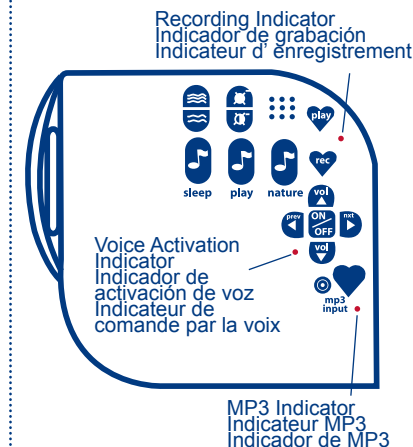 Recording Indicator
Indicador de grabación
Indicateur d’ enregistrement
play
rec
sleep play nature
vol
prev ON OFF nxt
vol
mp3
input
Voice Activation
Indicator
Indicador de
activación de voz
Indicateur de
comande par la voix
MP3 Indicator
Indicateur MP3
Indicador de MP3